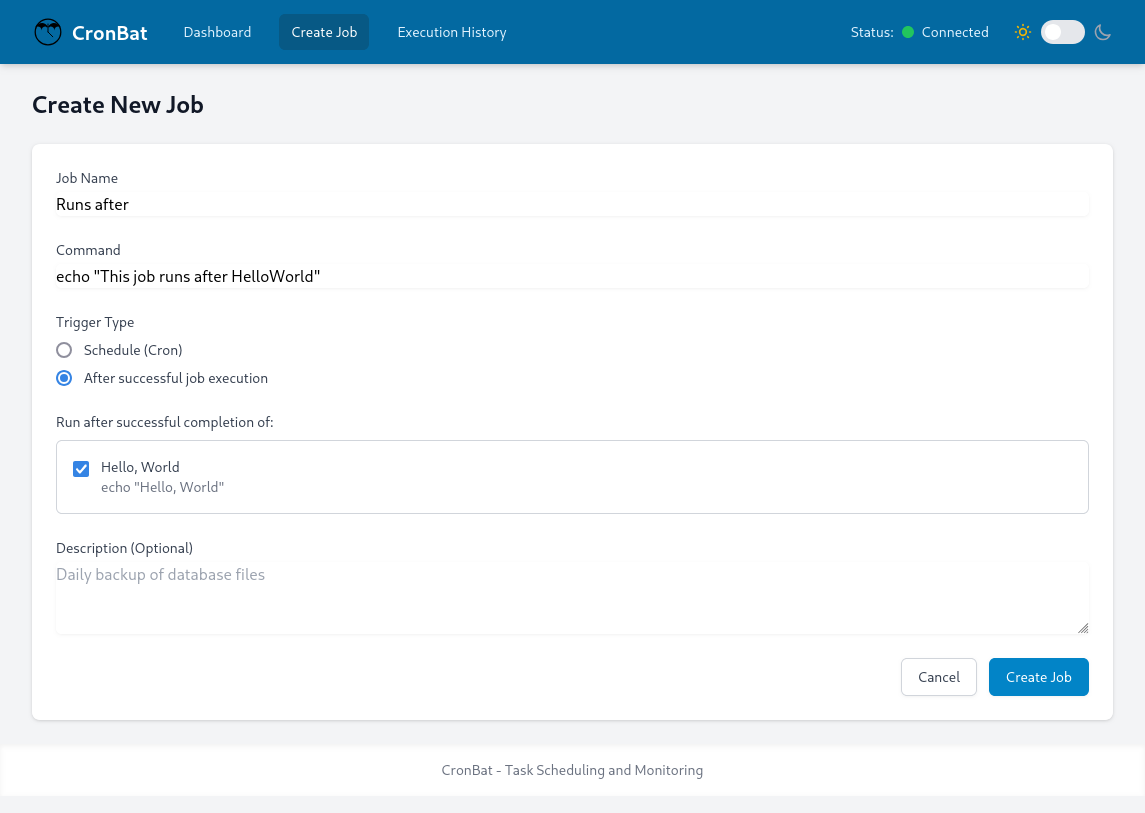 CronBat Dashboard Create Job Execution History Status: Connected
Create New Job
Job Name
Runs after
Command
echo "This job runs after HelloWorld"
Trigger Type
Schedule (Cron)
After successful job execution
Run after successful completion of:
Hello, World
echo "Hello, World"
Description (Optional)
Daily backup of database files
Cancel Create Job
CronBat - Task Scheduling and Monitoring